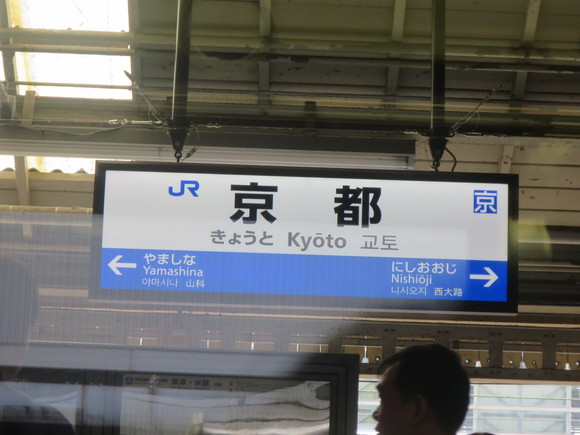 JR 京都 京
きょうと Kyōto 교토
← やましな
Yamashina
야마시나 山科
にしおおじ →
Nishiōji
니시오지 西大路